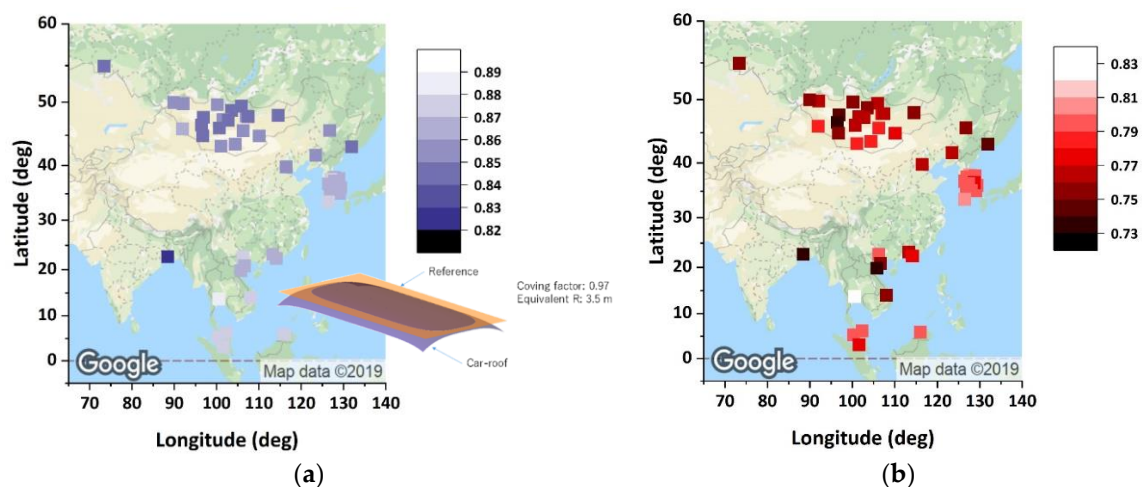 60
50
40
30
20
10
0
Latitude (deg)
70 80 90 100 110 120 130 140
Longitude (deg)
Google
Map data ©2019
0.89
0.88
0.87
0.86
0.85
0.84
0.83
0.82
Reference
Coving factor: 0.97
Equivalent R: 3.5 m
Car-roof
(a)
60
50
40
30
20
10
0
Latitude (deg)
70 80 90 100 110 120 130 140
Longitude (deg)
Google
Map data ©2019
0.83
0.81
0.79
0.77
0.75
0.73
(b)